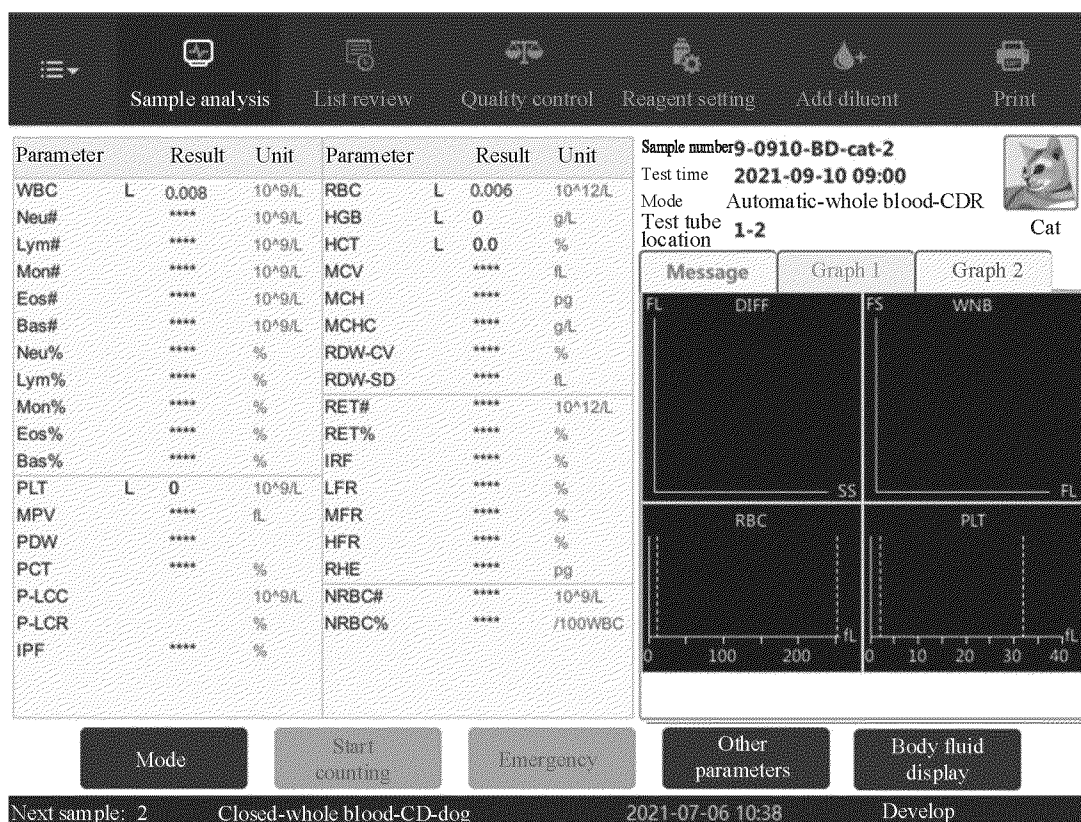 Sample analysis List review Quality control Reagent setting Add diluent Print
Parameter Result Unit Parameter Result Unit
WBC L 0.008 10^9/L RBC L 0.006 10^12/L
Neu# **** 10^9/L HGB L 0 g/L
Lym# **** 10^9/L HCT L 0.0 %
Mon# **** 10^9/L MCV **** fL
Eos# **** 10^9/L MCH **** pg
Bas# **** 10^9/L MCHC **** g/L
Neu% **** % RDW-CV **** %
Lym% **** % RDW-SD **** fL
Mon% **** % RET# **** 10^12/L
Eos% **** % RET% **** %
Bas% **** % IRF **** %
PLT L 0 10^9/L LFR **** %
MPV **** fL MFR **** %
PDW **** HFR **** %
PCT **** % RHE **** pg
P-LCC 10^9/L NRBC# **** 10^9/L
P-LCR % NRBC% **** /100WBC
IPF **** %
Sample number 9-0910-BD-cat-2
Test time 2021-09-10 09:00
Mode Automatic-whole blood-CDR
Test tube location 1-2
Cat
Message Graph 1 Graph 2
FL DIFF FS WNB
SS FL
RBC PLT
fL fL
0 100 200 0 10 20 30 40
Mode Start counting Emergency Other parameters Body fluid display
Next sample: 2 Closed-whole blood-CD-dog 2021-07-06 10:38 Develop